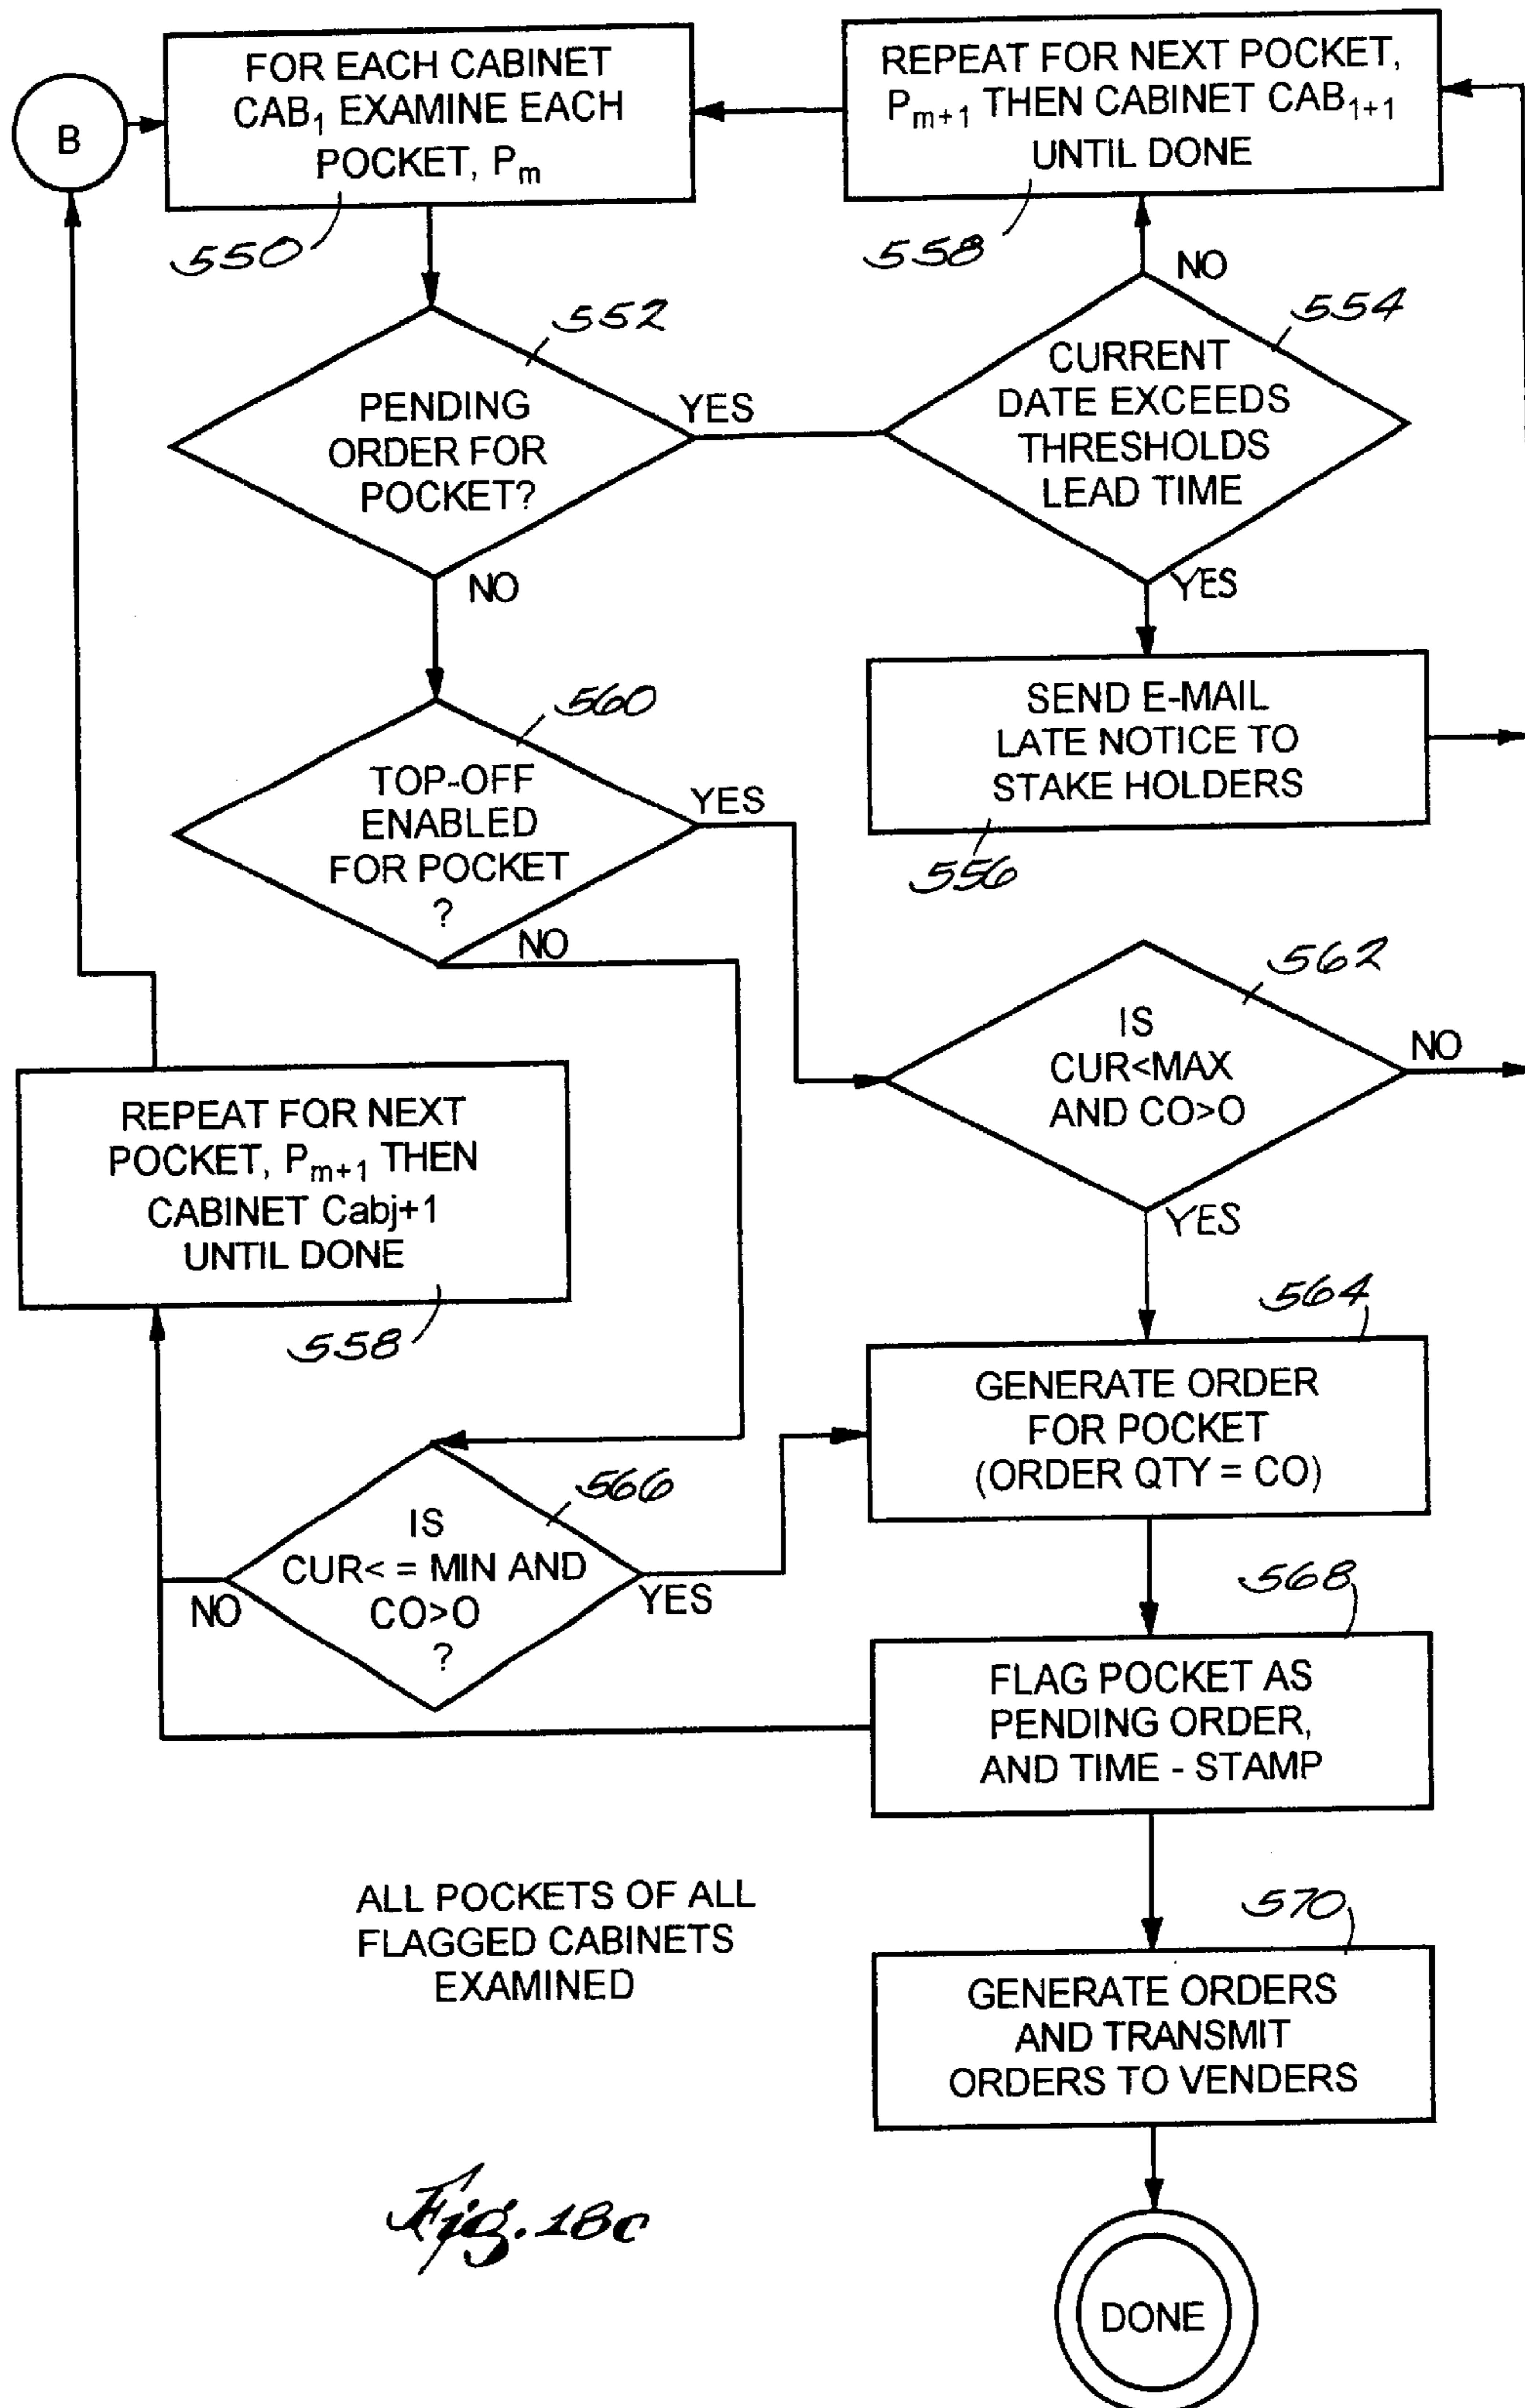 B
FOR EACH CABINET
CAB₁ EXAMINE EACH
POCKET, Pₘ
550
REPEAT FOR NEXT POCKET,
Pₘ₊₁ THEN CABINET CAB₁₊₁
UNTIL DONE
558
552
PENDING
ORDER FOR
POCKET?
YES
NO
554
CURRENT
DATE EXCEEDS
THRESHOLDS
LEAD TIME
NO
YES
SEND E-MAIL
LATE NOTICE TO
STAKE HOLDERS
556
560
TOP-OFF
ENABLED
FOR POCKET
?
YES
NO
562
IS
CUR<MAX
AND CO>O
NO
YES
REPEAT FOR NEXT
POCKET, Pₘ₊₁ THEN
CABINET Cabj+1
UNTIL DONE
558
564
GENERATE ORDER
FOR POCKET
(ORDER QTY = CO)
566
IS
CUR< = MIN AND
CO>O
?
NO
YES
568
FLAG POCKET AS
PENDING ORDER,
AND TIME - STAMP
ALL POCKETS OF ALL
FLAGGED CABINETS
EXAMINED
570
GENERATE ORDERS
AND TRANSMIT
ORDERS TO VENDERS
DONE
Fig. 18c